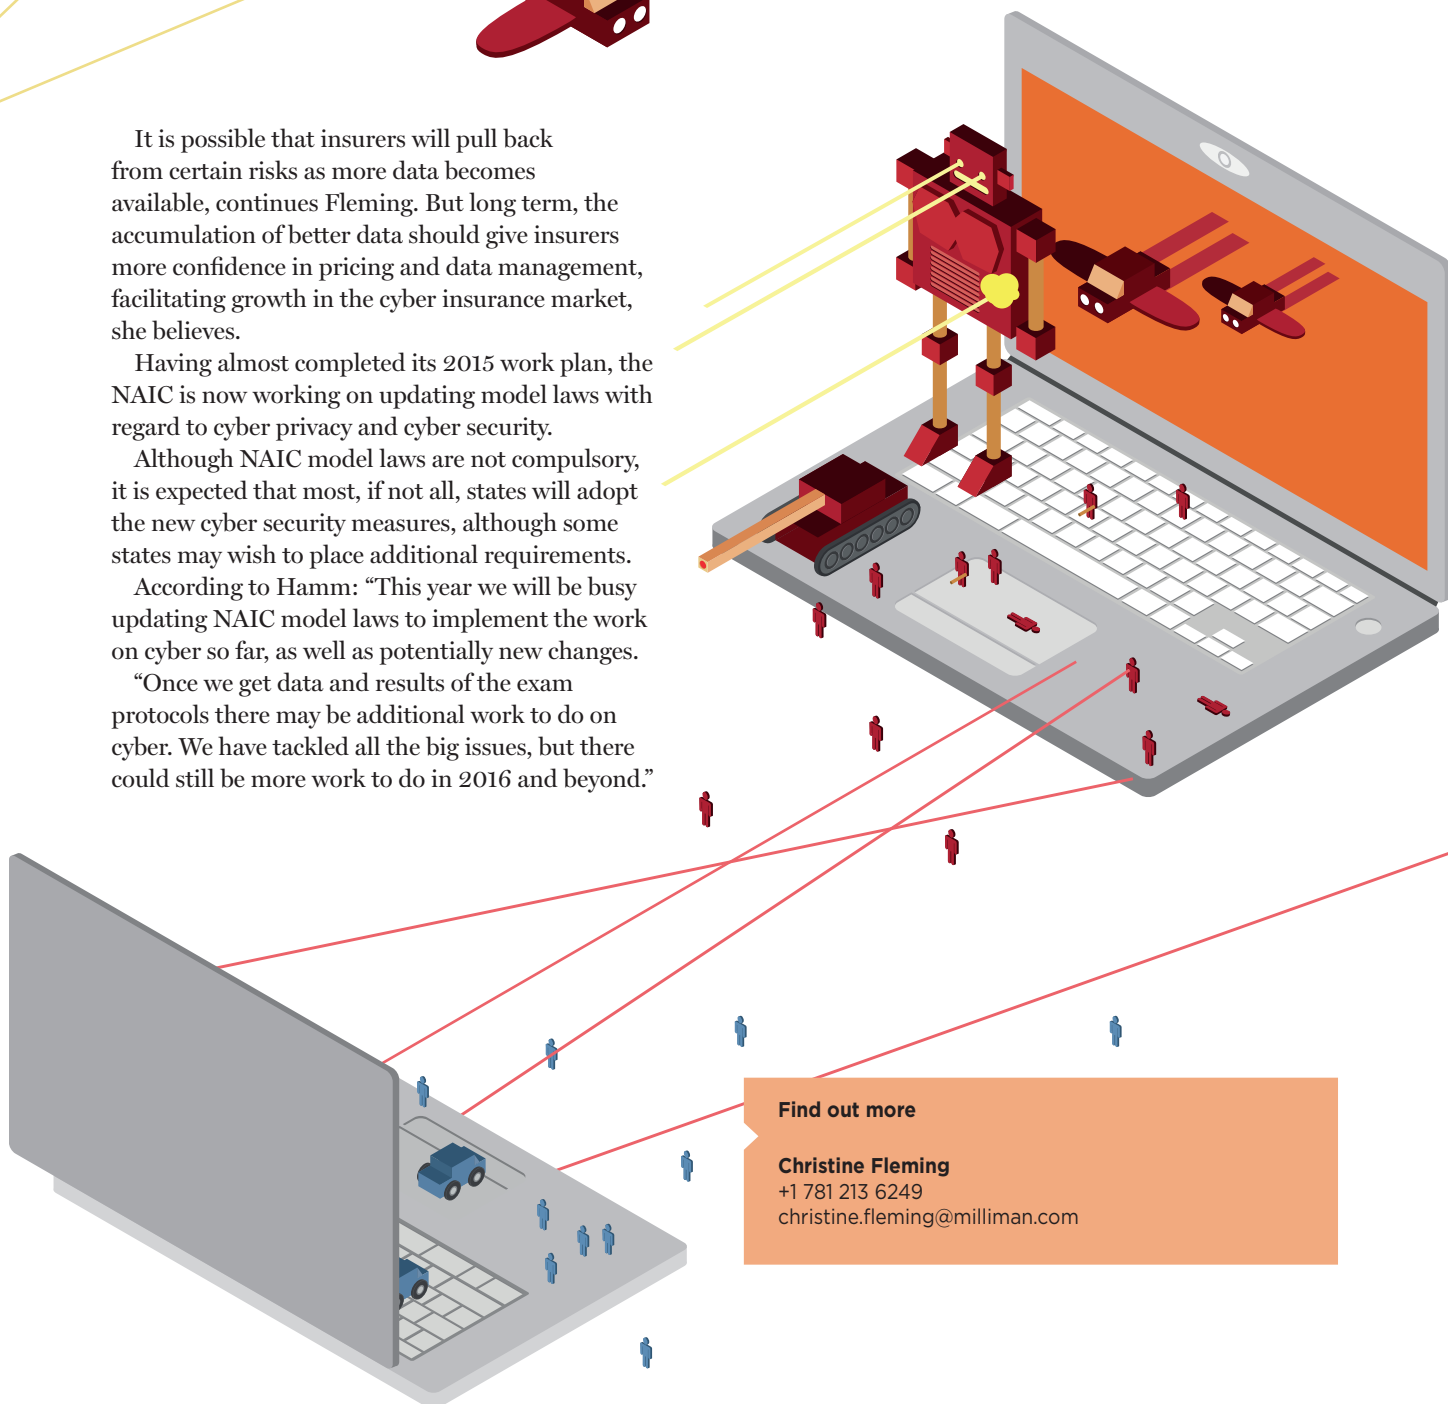 It is possible that insurers will pull back
from certain risks as more data becomes
available, continues Fleming. But long term, the
accumulation of better data should give insurers
more confidence in pricing and data management,
facilitating growth in the cyber insurance market,
she believes.
Having almost completed its 2015 work plan, the
NAIC is now working on updating model laws with
regard to cyber privacy and cyber security.
Although NAIC model laws are not compulsory,
it is expected that most, if not all, states will adopt
the new cyber security measures, although some
states may wish to place additional requirements.
According to Hamm: “This year we will be busy
updating NAIC model laws to implement the work
on cyber so far, as well as potentially new changes.
“Once we get data and results of the exam
protocols there may be additional work to do on
cyber. We have tackled all the big issues, but there
could still be more work to do in 2016 and beyond.”
Find out more
Christine Fleming
+1 781 213 6249
christine.fleming@milliman.com